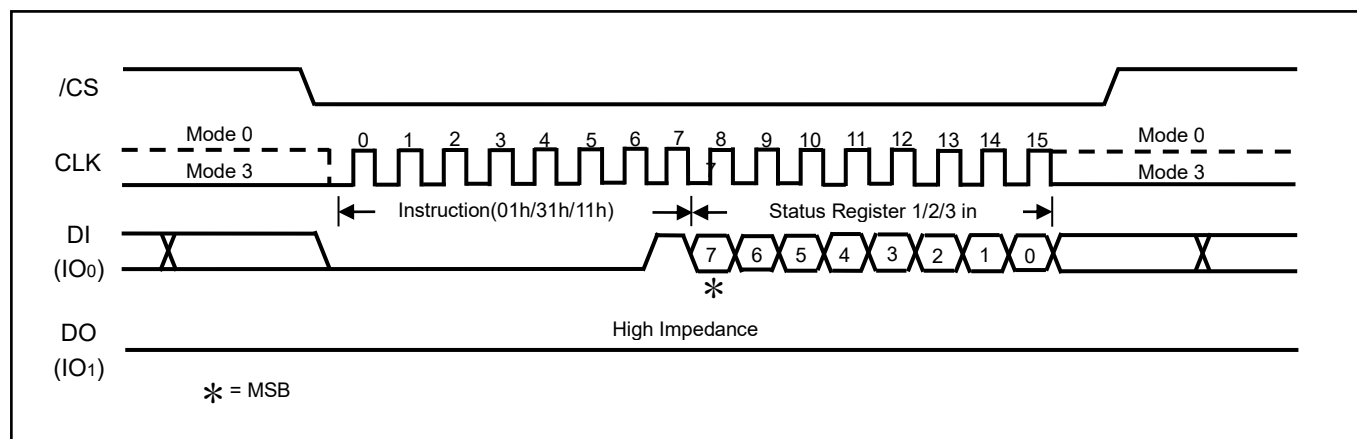 /CS
Mode 0
0 1 2 3 4 5 6 7 8 9 10 11 12 13 14 15
Mode 0
CLK
7
Mode 3
Mode 3
Instruction(01h/31h/11h)
Status Register 1/2/3 in
DI
(IO0)
7 6 5 4 3 2 1 0
*
DO
(IO1)
High Impedance
* = MSB